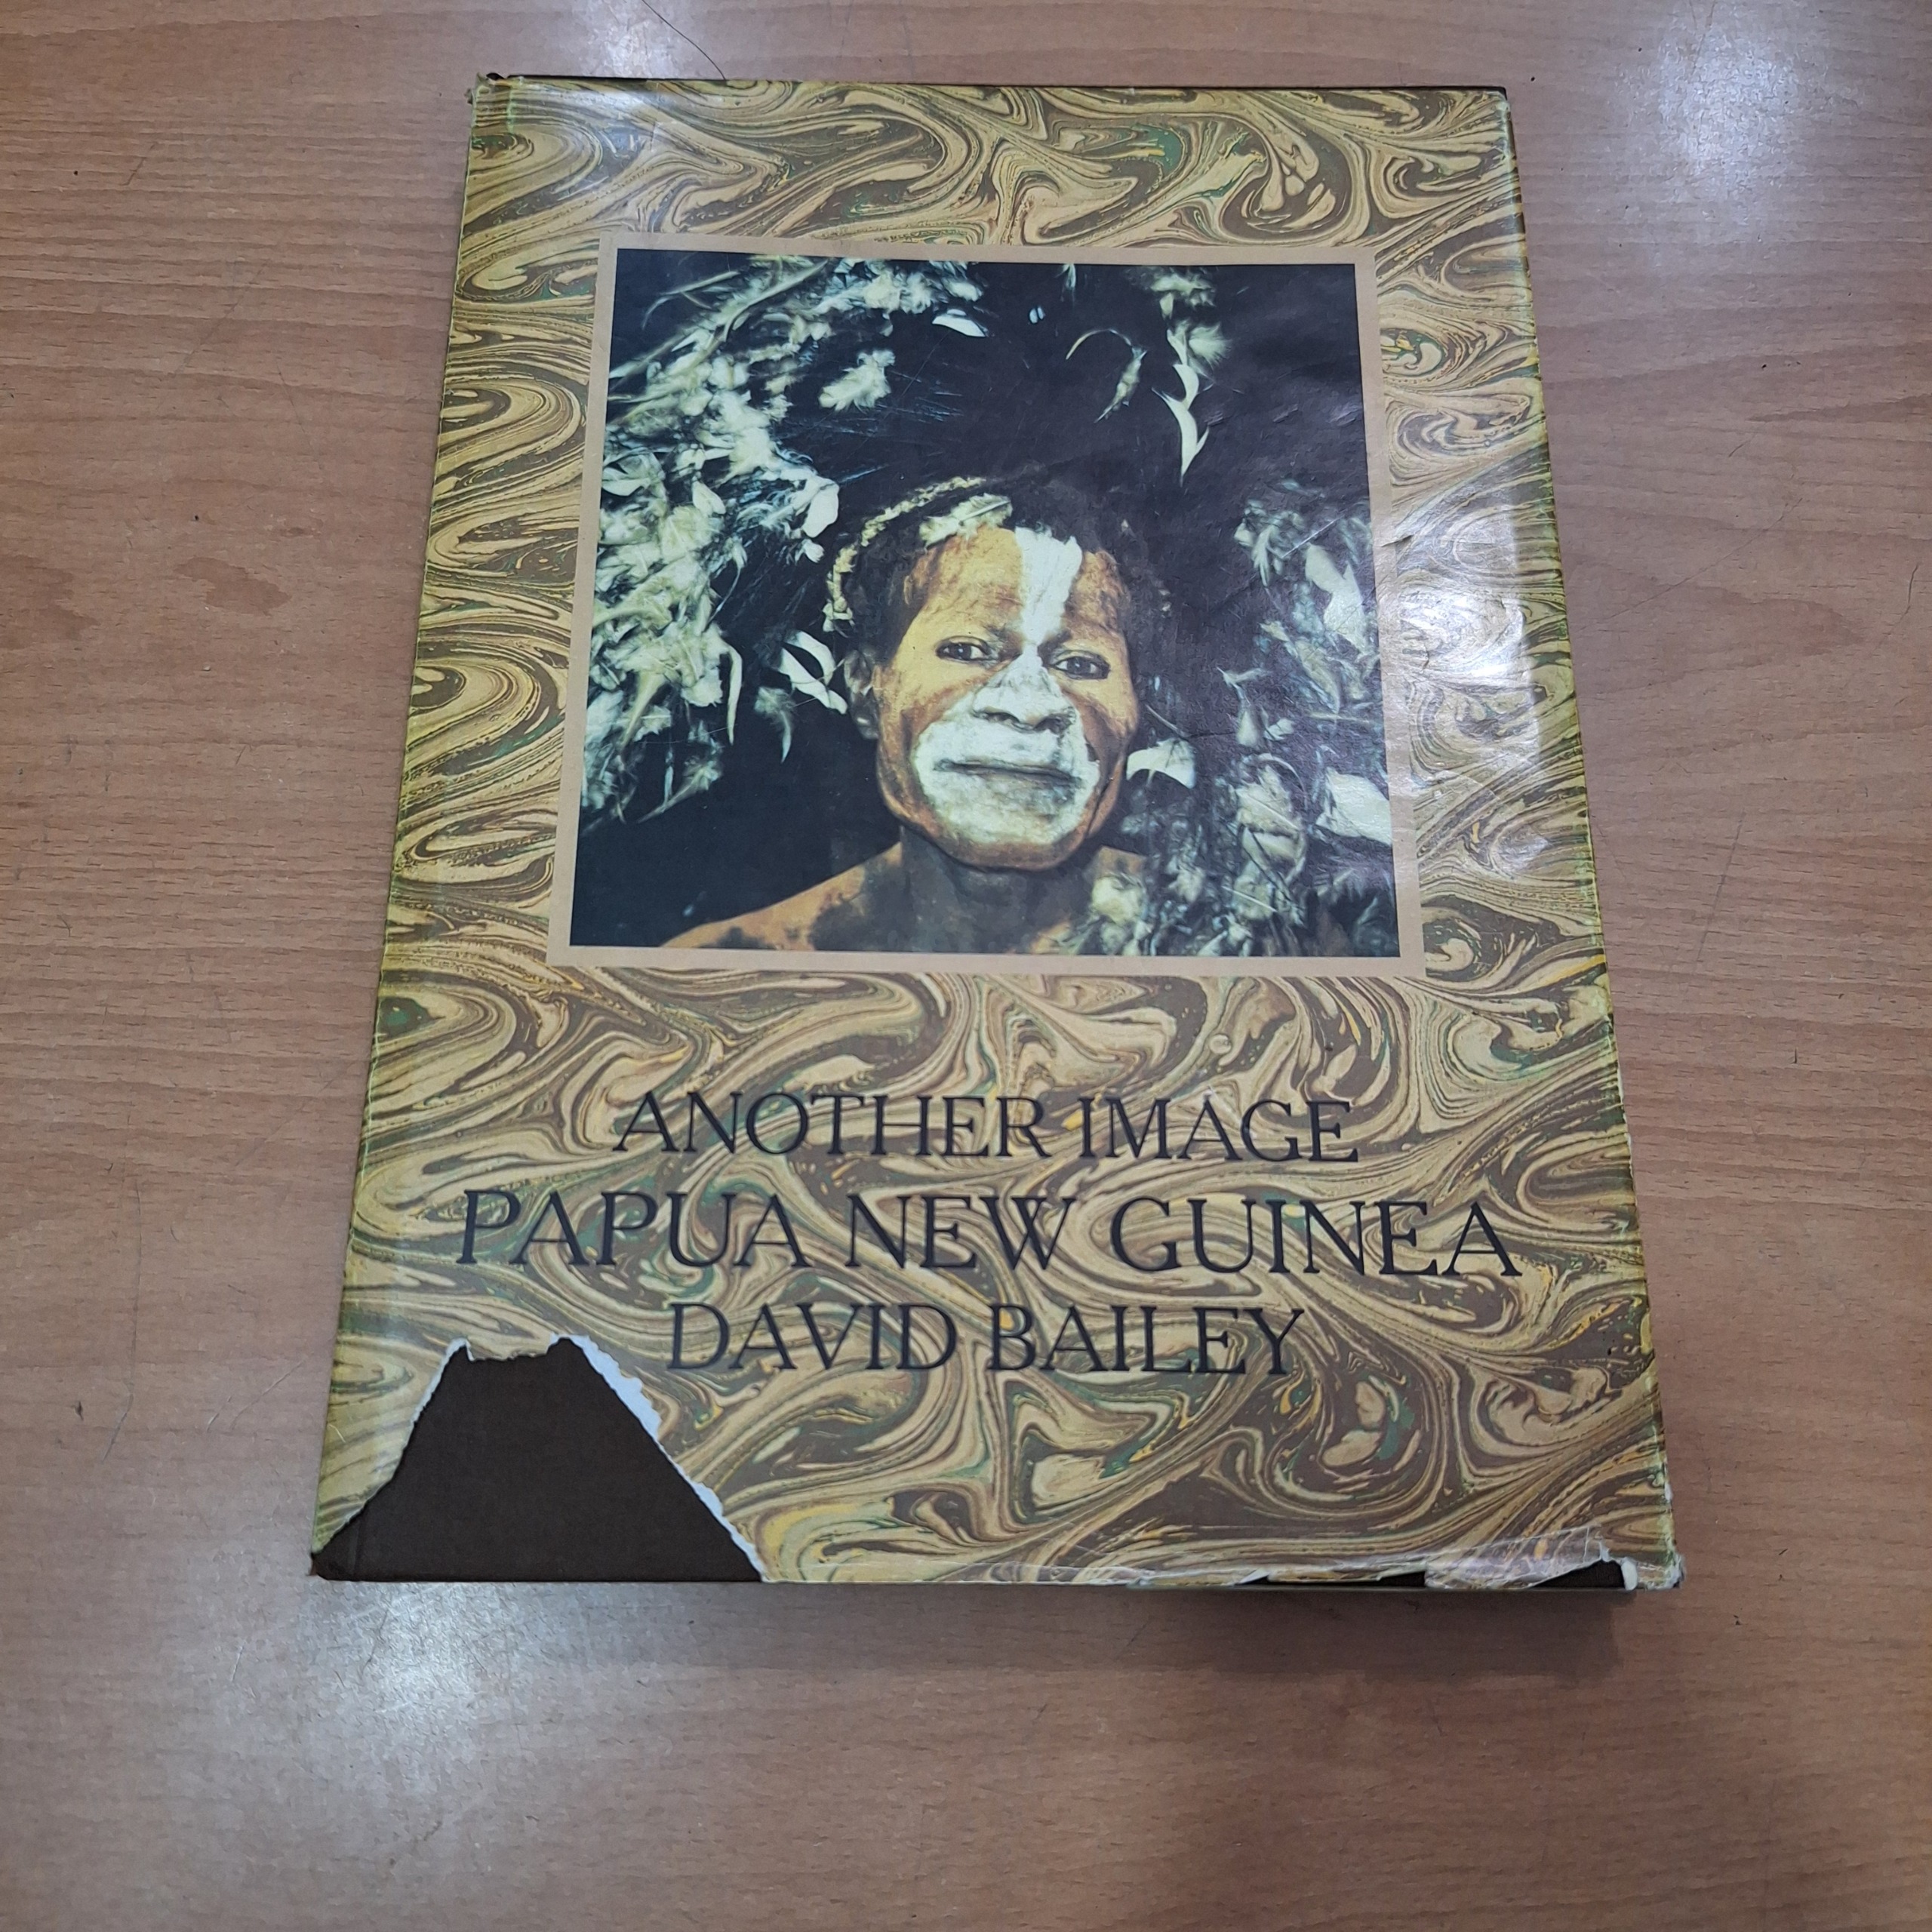 ANOTHER IMAGE
PAPUA NEW GUINEA
DAVID BAILEY